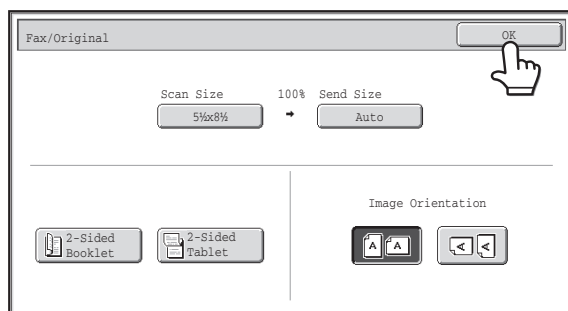 Fax/Original
OK
Scan Size
100%
Send Size
5½x8½
Auto
Image Orientation
2-Sided
Booklet
2-Sided
Tablet
A
A
A
A